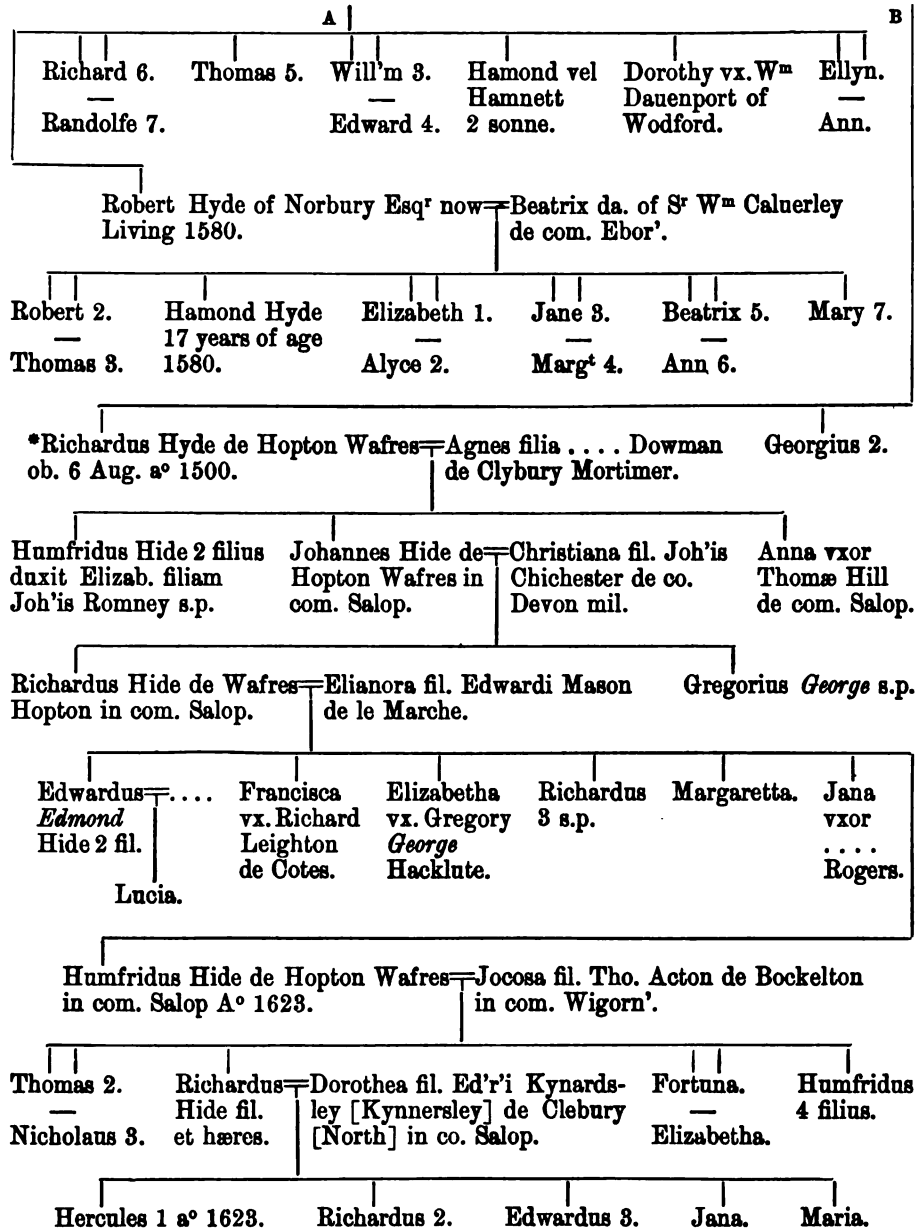 A B
Richard 6. Thomas 5. Will'm 3. Hamond vel Dorothy vx. Wᵐ Ellyn.
— — Hamnett Dauenport of —
Randolfe 7. Edward 4. 2 sonne. Wodford. Ann.
Robert Hyde of Norbury Esqʳ now Beatrix da. of Sʳ Wᵐ Caluerley
Living 1580. de com. Ebor'.
Robert 2. Hamond Hyde Elizabeth 1. Jane 3. Beatrix 5. Mary 7.
— 17 years of age — — —
Thomas 3. 1580. Alyce 2. Margᵗ 4. Ann 6.
*Richardus Hyde de Hopton Wafres Agnes filia .... Dowman Georgius 2.
ob. 6 Aug. aᵒ 1500. de Clybury Mortimer.
Humfridus Hide 2 filius Johannes Hide de Christiana fil. Joh'is Anna vxor
duxit Elizab. filiam Hopton Wafres in Chichester de co. Thomæ Hill
Joh'is Romney s.p. com. Salop. Devon mil. de com. Salop.
Richardus Hide de Wafres Elianora fil. Edwardi Mason Gregorius George s.p.
Hopton in com. Salop. de le Marche.
Edwardus .... Francisca Elizabetha Richardus Margaretta. Jana
Edmond vx. Richard vx. Gregory 3 s.p. vxor
Hide 2 fil. Leighton George ....
de Cotes. Hacklute. Rogers.
Lucia.
Humfridus Hide de Hopton Wafres Jocosa fil. Tho. Acton de Bockelton
in com. Salop Aᵒ 1623. in com. Wigorn'.
Thomas 2. Richardus Dorothea fil. Ed'r'i Kynards- Fortuna. Humfridus
— Hide fil. ley [Kynnersley] de Clebury — 4 filius.
Nicholaus 3. et hæres. [North] in co. Salop. Elizabetha.
Hercules 1 aᵒ 1623. Richardus 2. Edwardus 3. Jana. Maria.